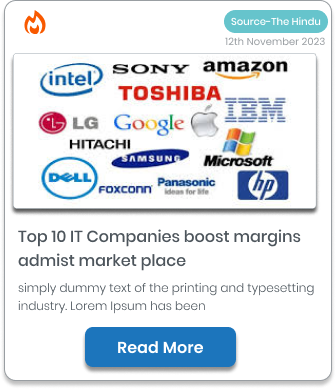 Source-The Hindu
12th November 2023
intel SONY amazon
TOSHIBA
LG Google IBM
HITACHI
SAMSUNG Microsoft
DELL
FOXCONN Panasonic hp
ideas for life
Top 10 IT Companies boost margins
admist market place
simply dummy text of the printing and typesetting
industry. Lorem Ipsum has been
Read More